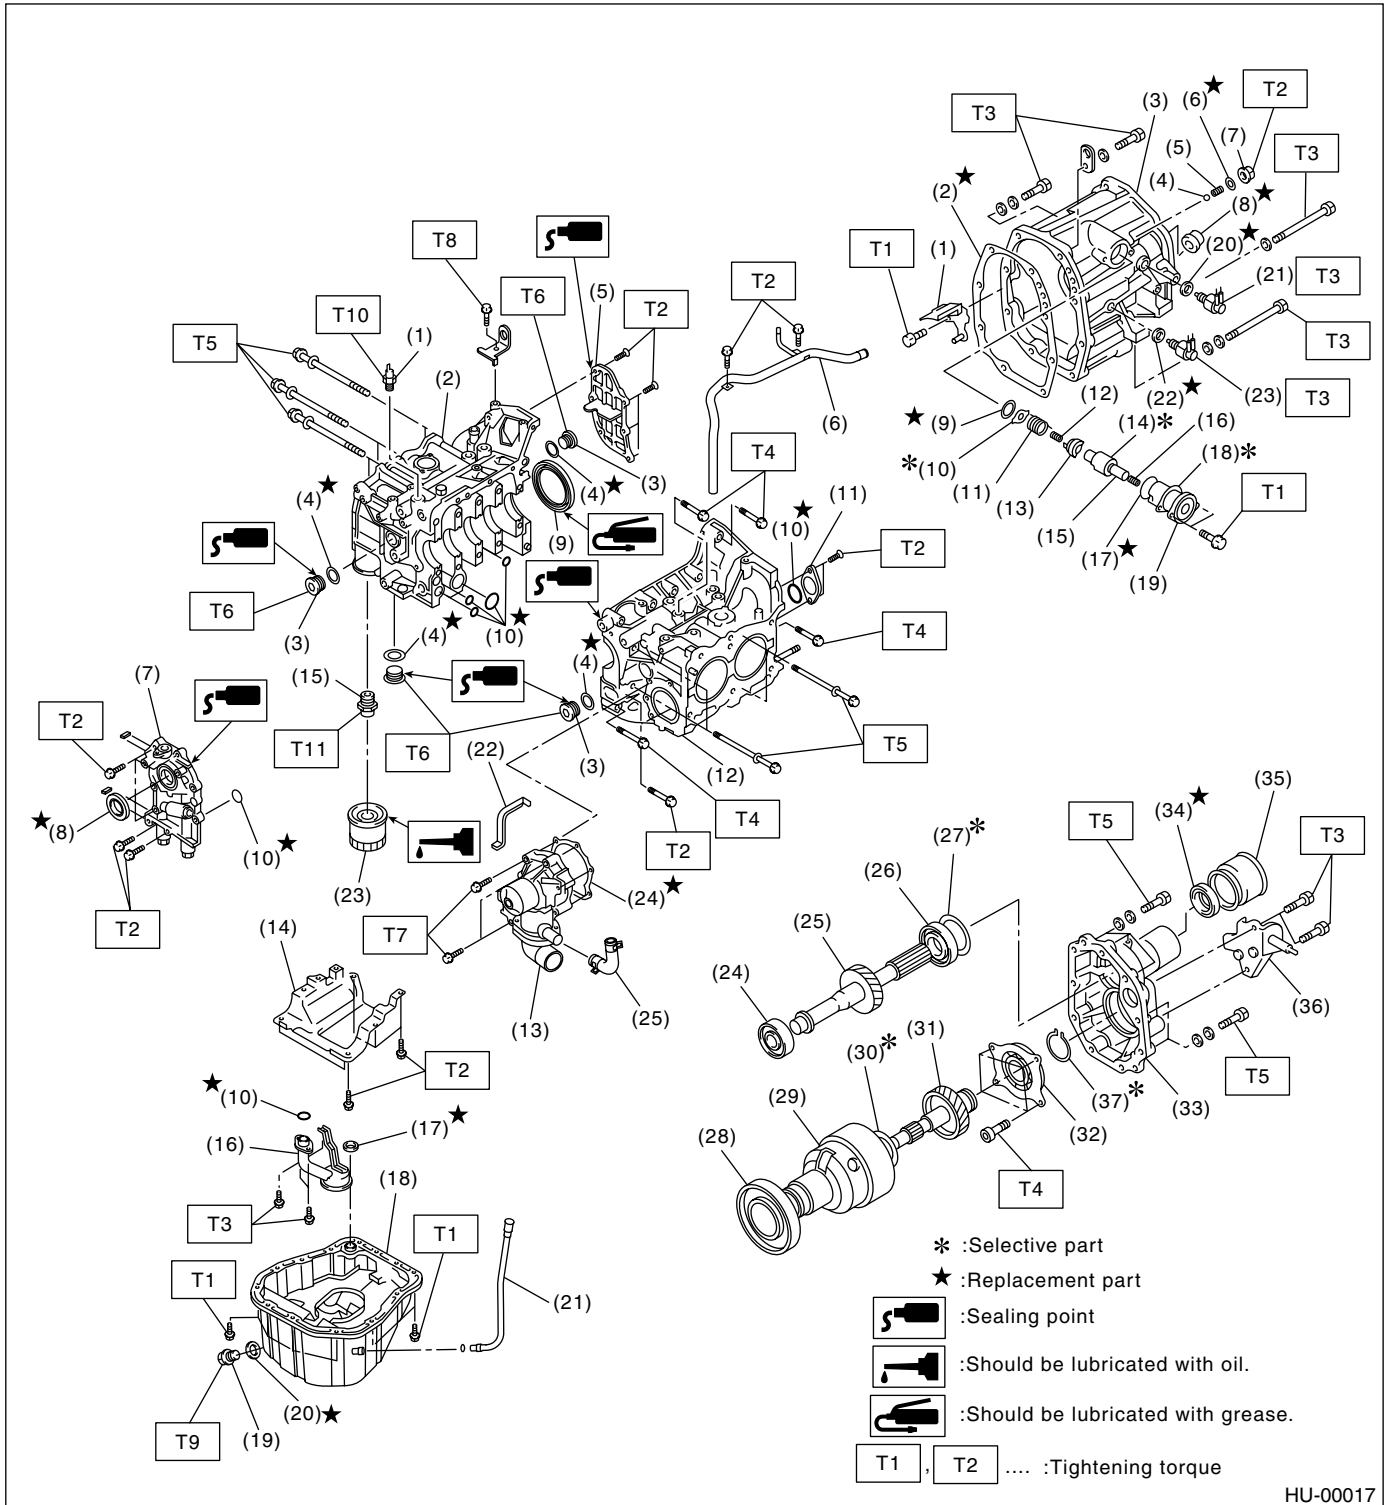 T3
(6)★
T2
(3)
(7)
(5)
T3
(4)
(2)★
(8)★
T8
(20)★
T1
(1)
T2
(21)
T3
T6
(5)
T2
T10
(1)
T5
(2)
T3
(6)
(22)★
(23)
T3
★(9)
(12)
(14)*
(16)
T4
*(10)
(18)*
(4)★
(3)
(11)
(13)
T1
(4)★
(11)
(10)★
(15)
(9)
(17)★
T2
(19)
T6
(3)
(4)★
(10)★
(4)★
T4
(7)
(15)
T2
T11
T6
(22)
(3)
(12)
T5
★(8)
(10)★
T4
T2
(35)
(34)★
T5
T3
(27)*
(23)
(24)★
(26)
T2
T7
(14)
(25)
(24)
(36)
(13)
(25)
(31)
(30)*
T2
T5
(37)*
(33)
★(10)
(29)
(32)
(17)★
(16)
(28)
(18)
T4
T3
T1
* :Selective part
★ :Replacement part
T1
(21)
:Sealing point
:Should be lubricated with oil.
(20)★
:Should be lubricated with grease.
T9
(19)
T1 , T2 .... :Tightening torque
HU-00017